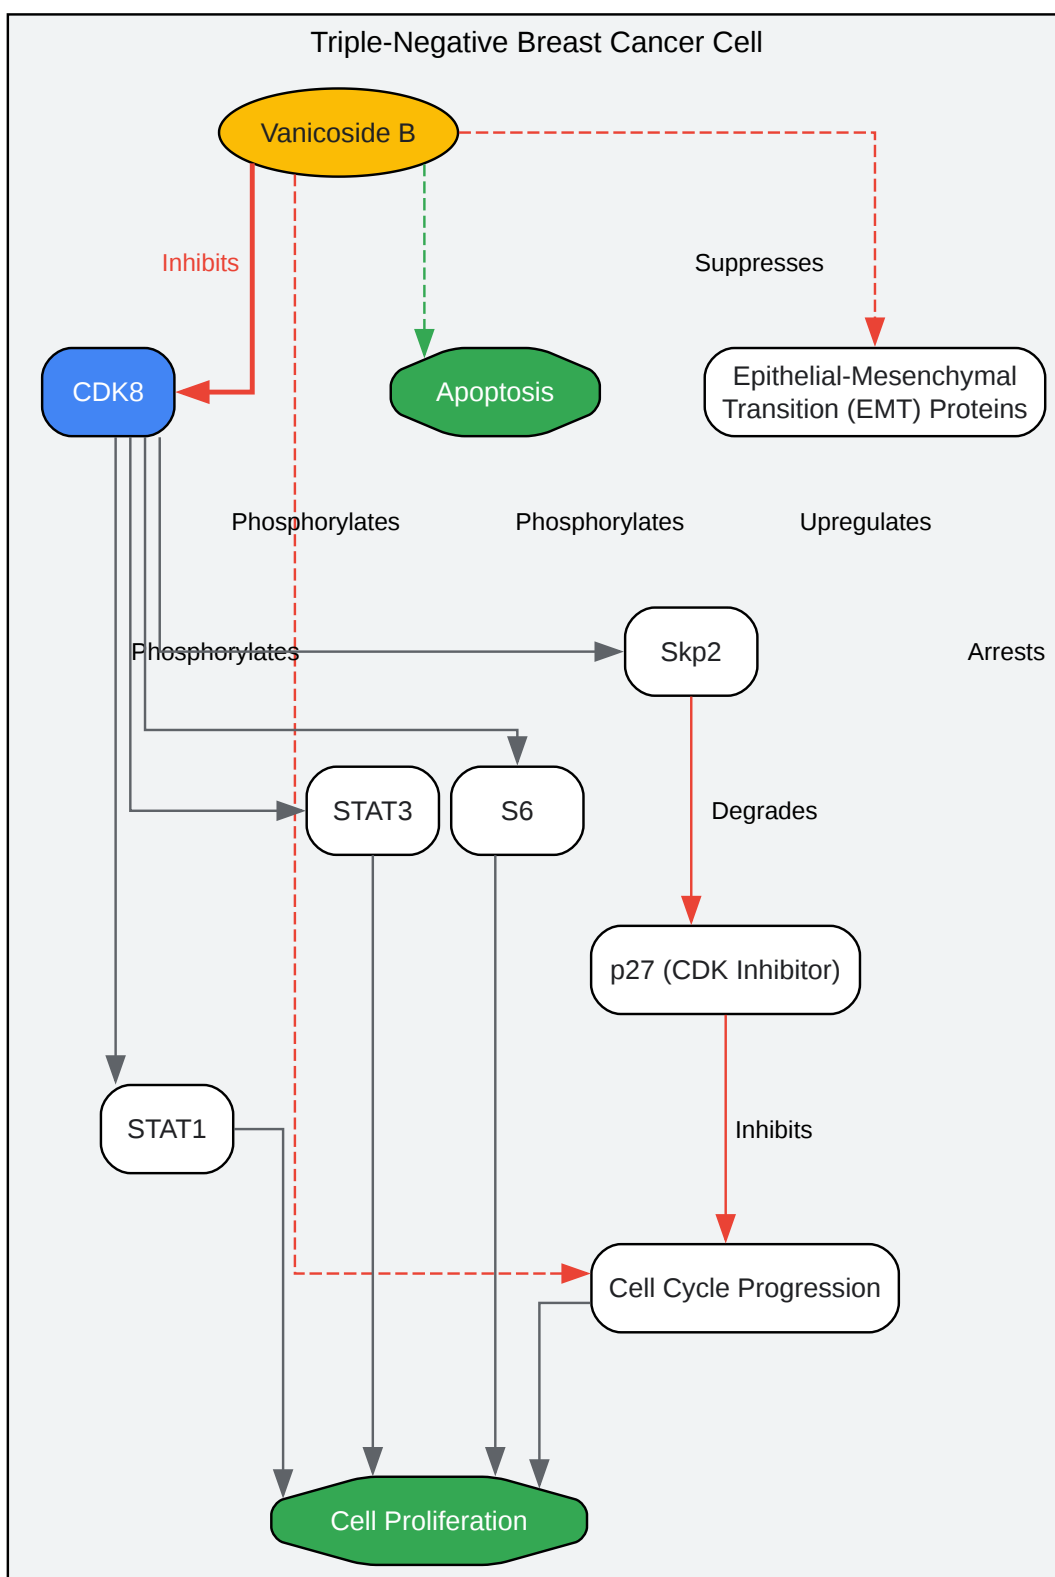 Triple-Negative Breast Cancer Cell
Vanicoside B
Inhibits
Suppresses
CDK8
Apoptosis
Epithelial-Mesenchymal
Transition (EMT) Proteins
Phosphorylates
Phosphorylates
Upregulates
Phosphorylates
Skp2
Arrests
STAT3
S6
Degrades
p27 (CDK Inhibitor)
STAT1
Inhibits
Cell Cycle Progression
Cell Proliferation